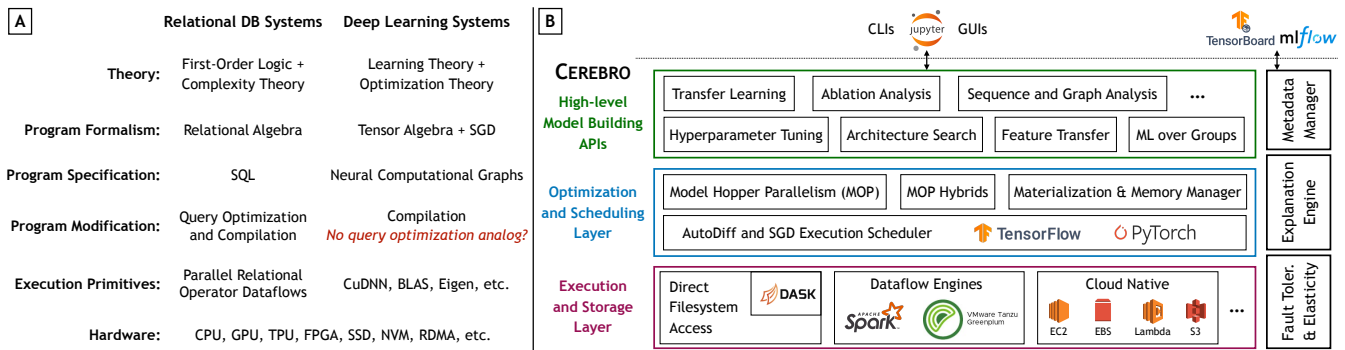 A
Relational DB Systems
Deep Learning Systems
Theory:
First-Order Logic +
Complexity Theory
Learning Theory +
Optimization Theory
Program Formalism:
Relational Algebra
Tensor Algebra + SGD
Program Specification:
SQL
Neural Computational Graphs
Program Modification:
Query Optimization
and Compilation
Compilation
No query optimization analog?
Execution Primitives:
Parallel Relational
Operator Dataflows
CuDNN, BLAS, Eigen, etc.
Hardware:
CPU, GPU, TPU, FPGA, SSD, NVM, RDMA, etc.
B
CLIs
jupyter
GUIs
TensorBoard
mlflow
CEREBRO
High-level
Model Building
APIs
Transfer Learning
Ablation Analysis
Sequence and Graph Analysis
...
Hyperparameter Tuning
Architecture Search
Feature Transfer
ML over Groups
Optimization
and Scheduling
Layer
Model Hopper Parallelism (MOP)
MOP Hybrids
Materialization & Memory Manager
AutoDiff and SGD Execution Scheduler
TensorFlow
PyTorch
Execution
and Storage
Layer
Direct
Filesystem
Access
DASK
Dataflow Engines
APACHE
Spark
VMware Tanzu
Greenplum
Cloud Native
EC2
EBS
Lambda
S3
...
Metadata
Manager
Explanation
Engine
Fault Toler.
& Elasticity